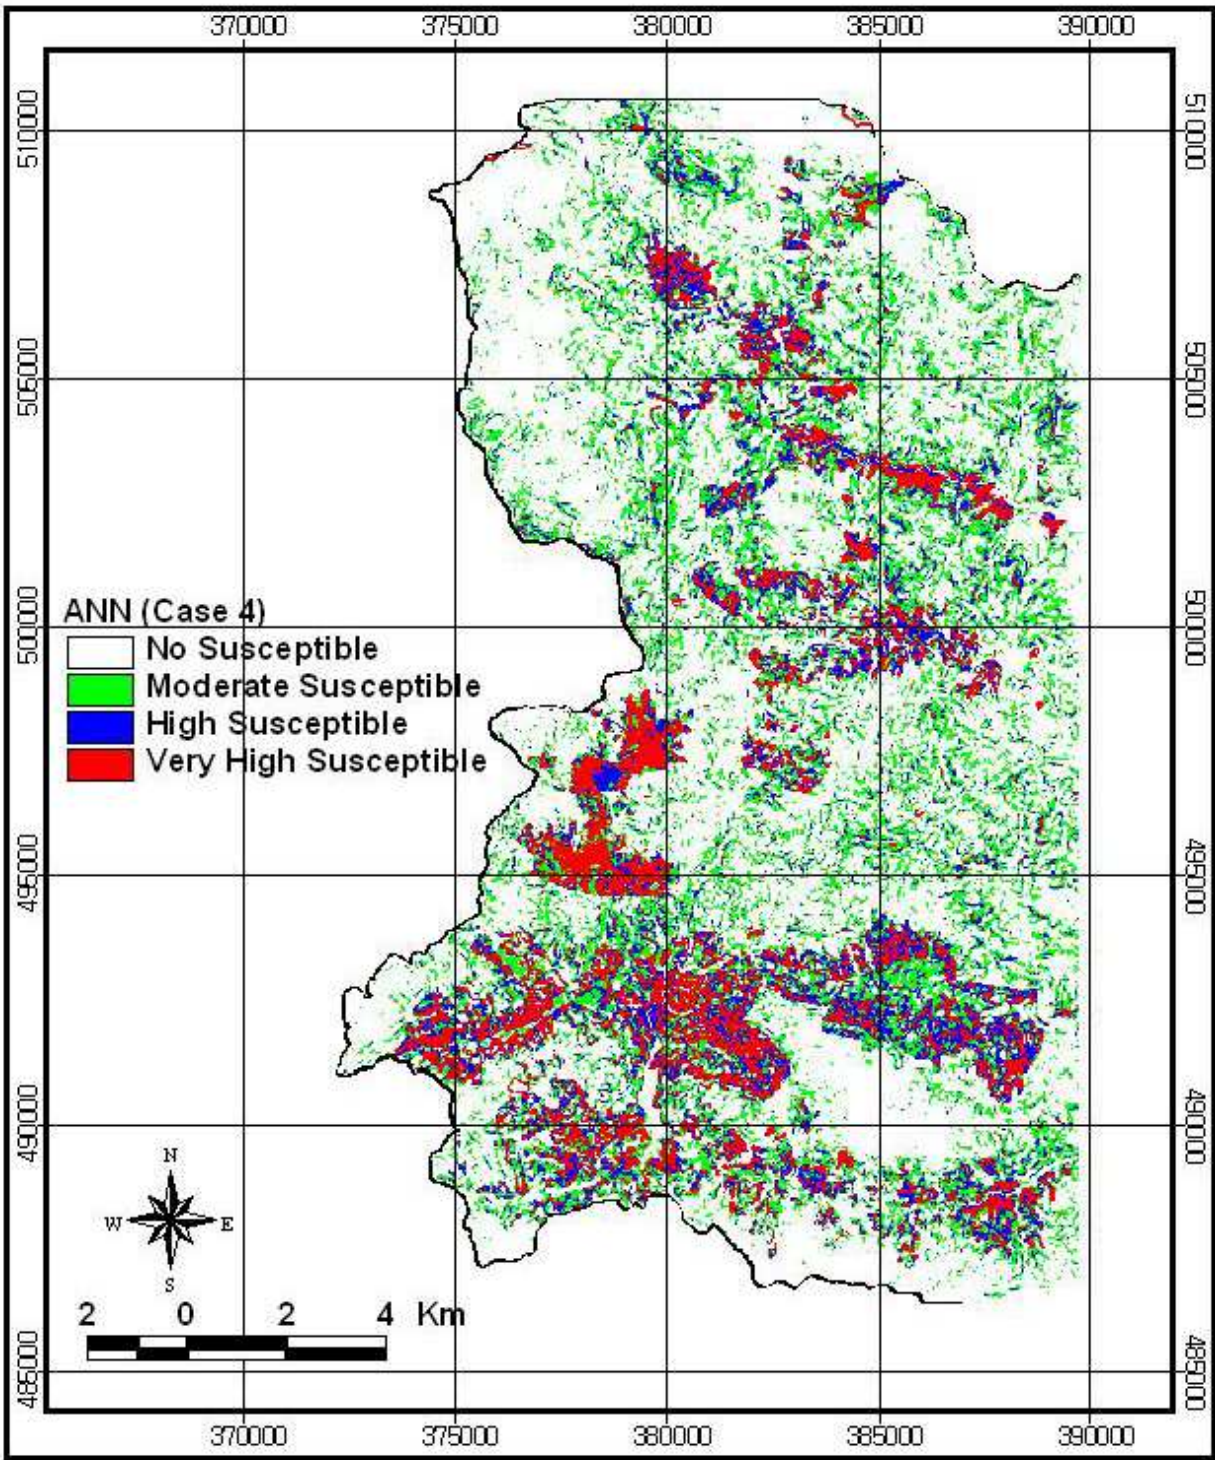 370000 375000 380000 385000 390000
510000 510000
505000 505000
ANN (Case 4)
500000 500000
No Susceptible
Moderate Susceptible
High Susceptible
Very High Susceptible
495000 495000
490000 490000
N
W E
S
2 0 2 4 Km
485000 485000
370000 375000 380000 385000 390000